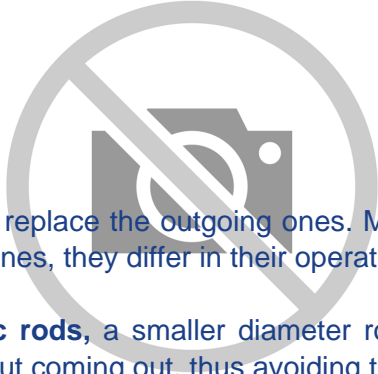 replace the outgoing ones. M
nes, they differ in their operat
c rods, a smaller diameter ro
ut coming out, thus avoiding t